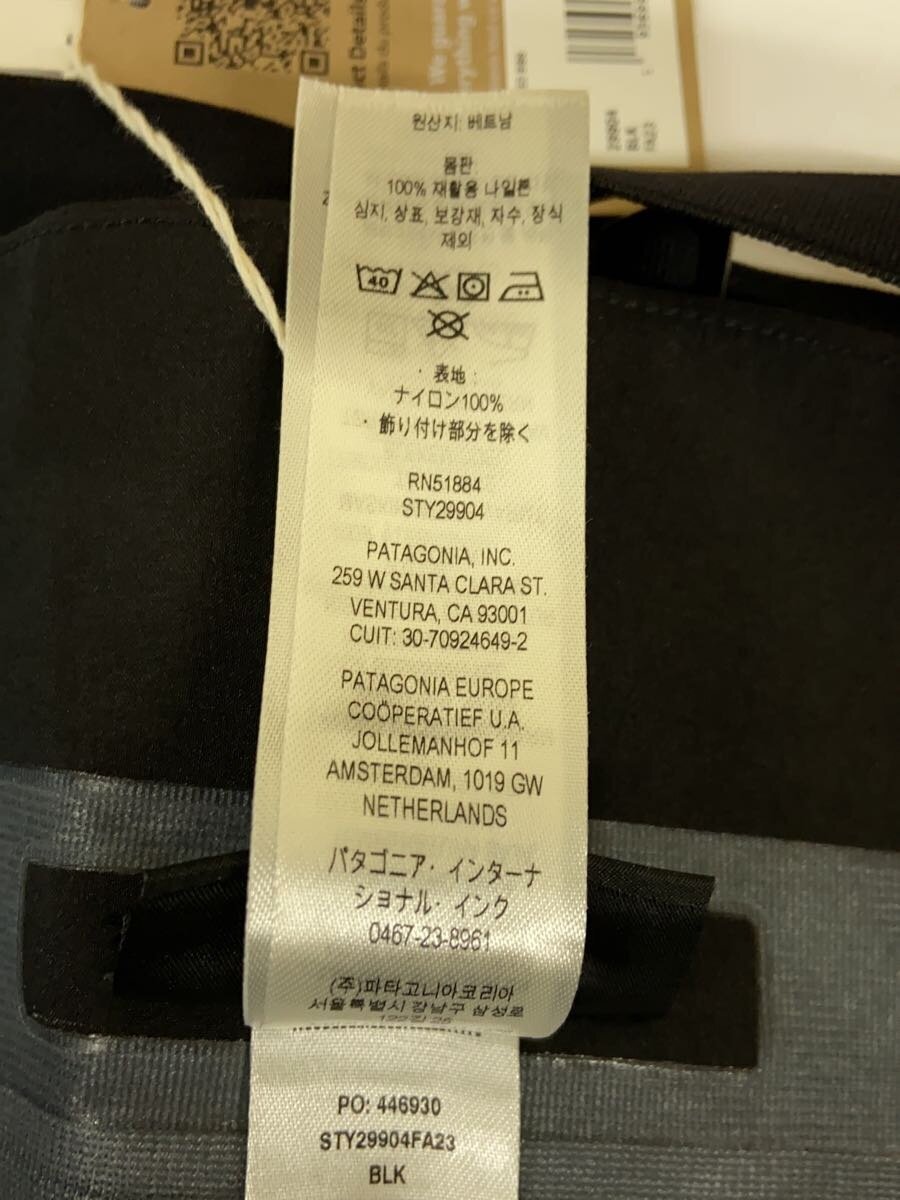 We guara
erything w
29904
BLK
FA23
원산지: 베트남
몸판
100% 재활용 나일론
심지, 상표, 보강재, 자수, 장식
제외
40
· 表地 :
ナイロン100%
· 飾り付け部分を除く
RN51884
STY29904
PATAGONIA, INC.
259 W SANTA CLARA ST.
VENTURA, CA 93001
CUIT: 30-70924649-2
PATAGONIA EUROPE
COÖPERATIEF U.A.
JOLLEMANHOF 11
AMSTERDAM, 1019 GW
NETHERLANDS
パタゴニア・インターナ
ショナル・インク
0467-23-8961
(주)파타고니아코리아
서울특별시 강남구 삼성로
PO: 446930
STY29904FA23
BLK